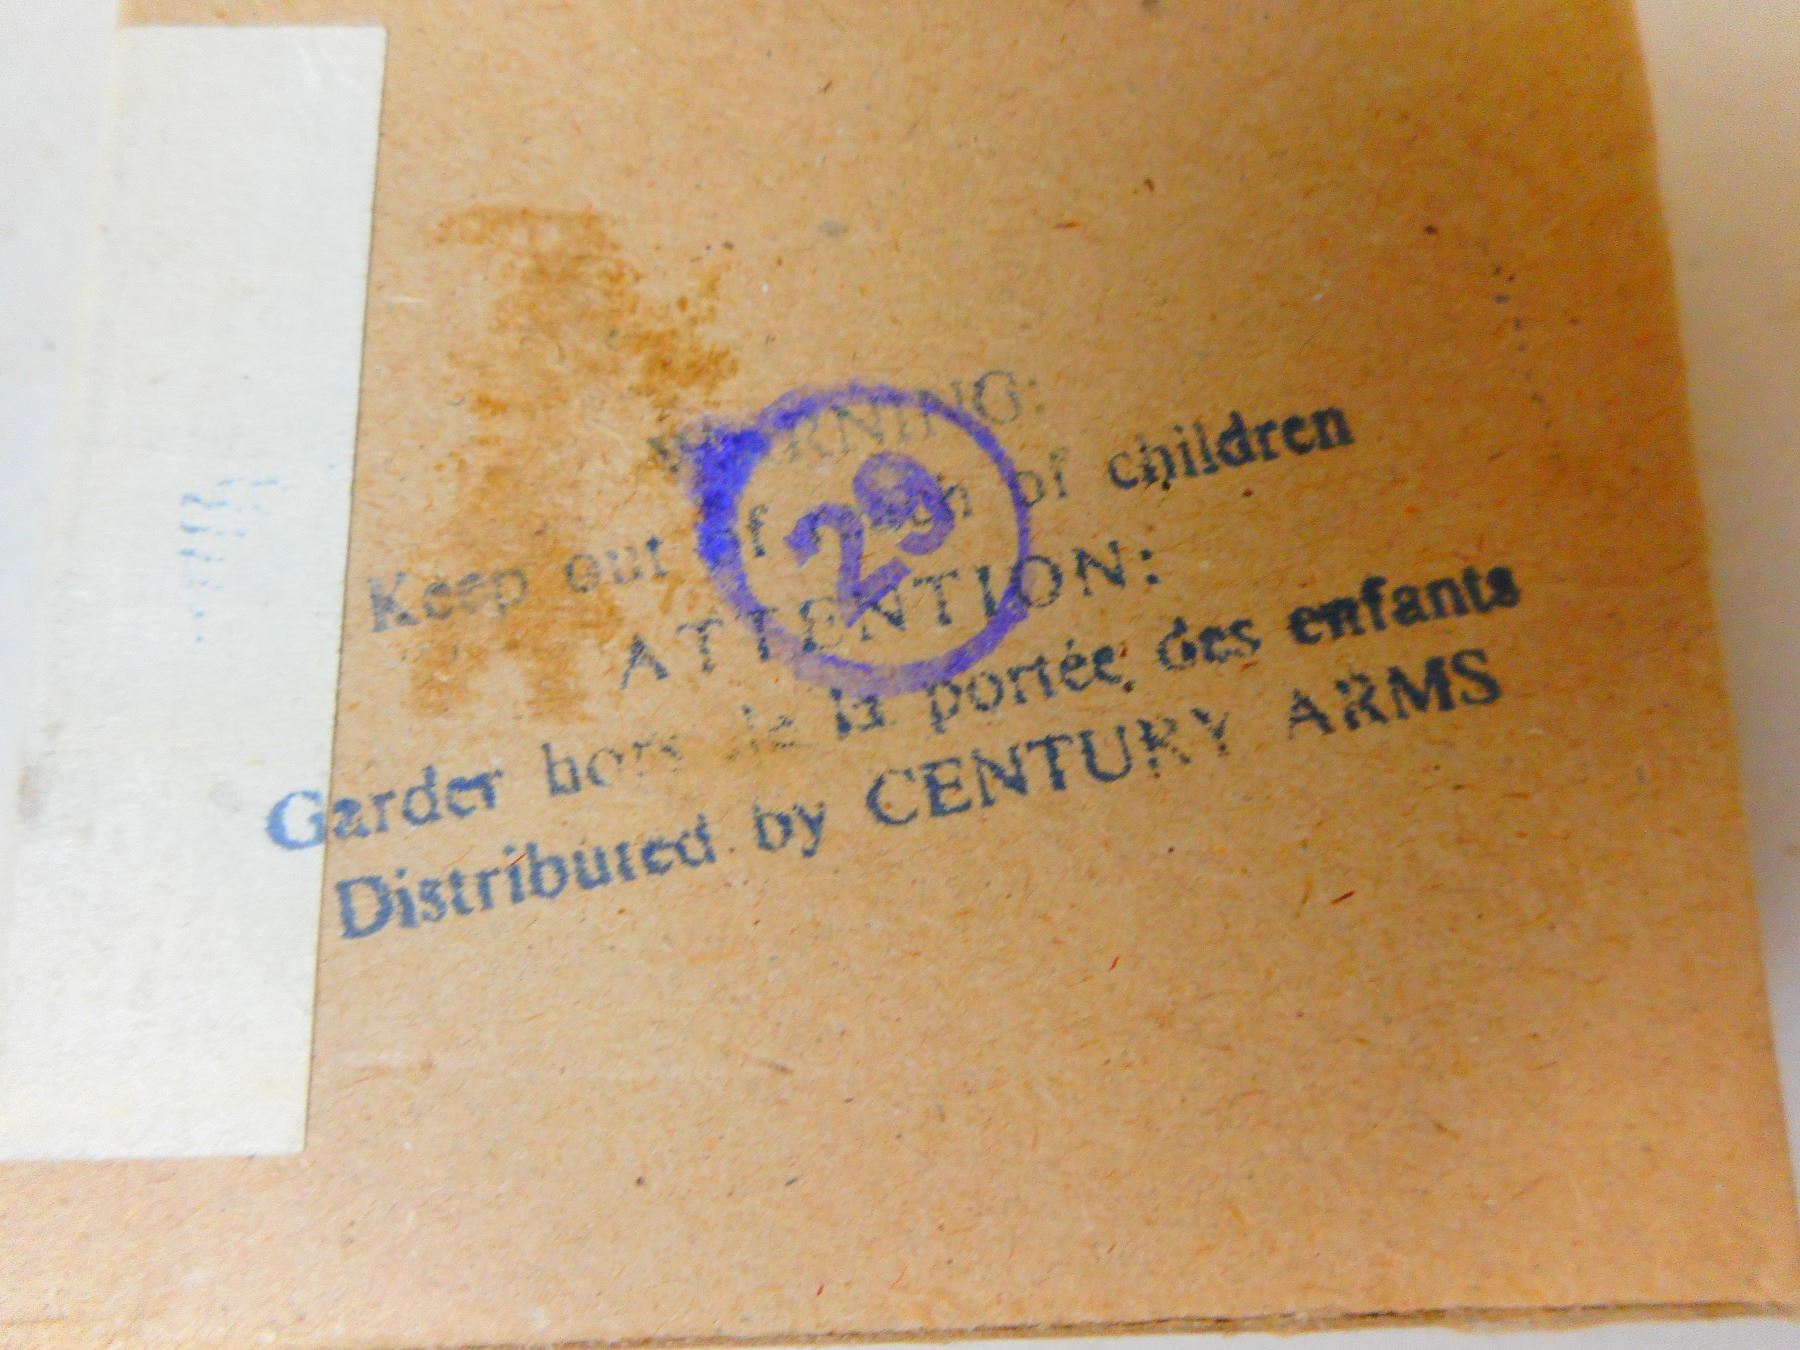 WARNING:
Keep out of reach of children
29
ATTENTION:
Garder hors de la portée des enfants
Distributed by CENTURY ARMS